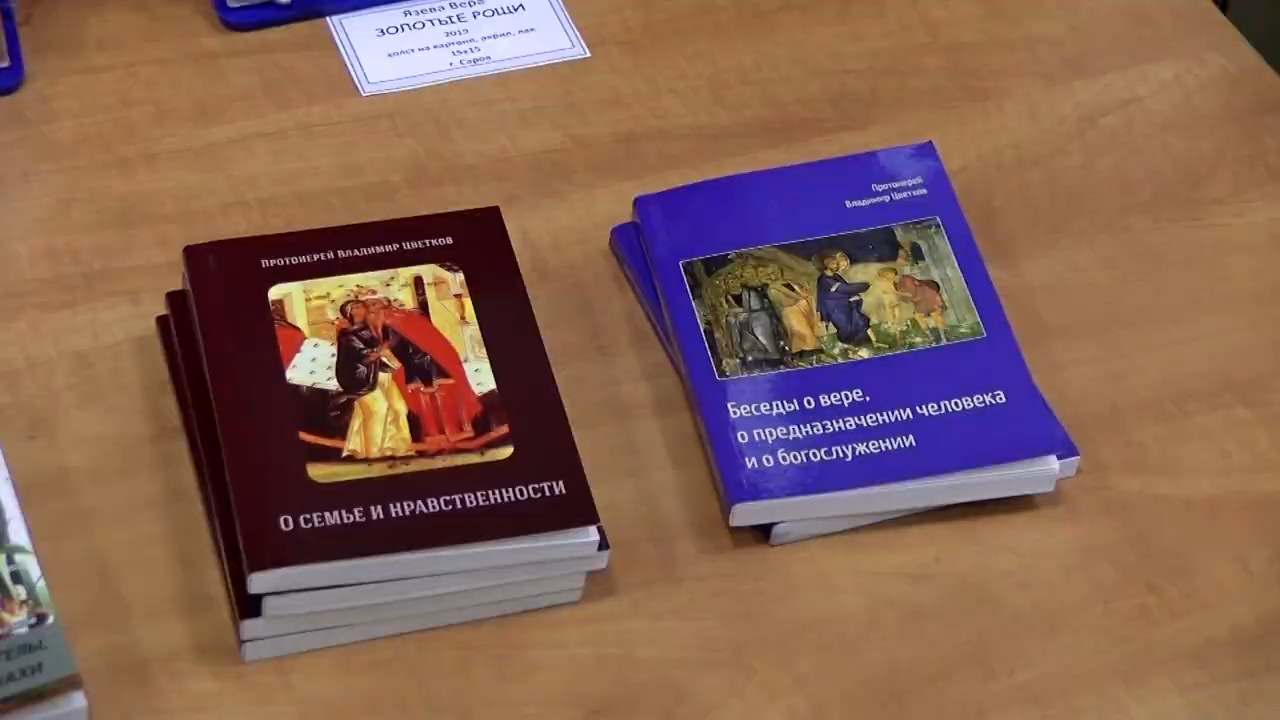 Язева Вера
ЗОЛОТЫЕ РОЩИ
2019
холст на картоне, акрил, лак
15х15
г. Саров
ПРОТОИЕРЕЙ ВЛАДИМИР ЦВЕТКОВ
О СЕМЬЕ И НРАВСТВЕННОСТИ
Протоиерей
Владимир Цветков
Беседы о вере,
о предназначении человека
и о богослужении